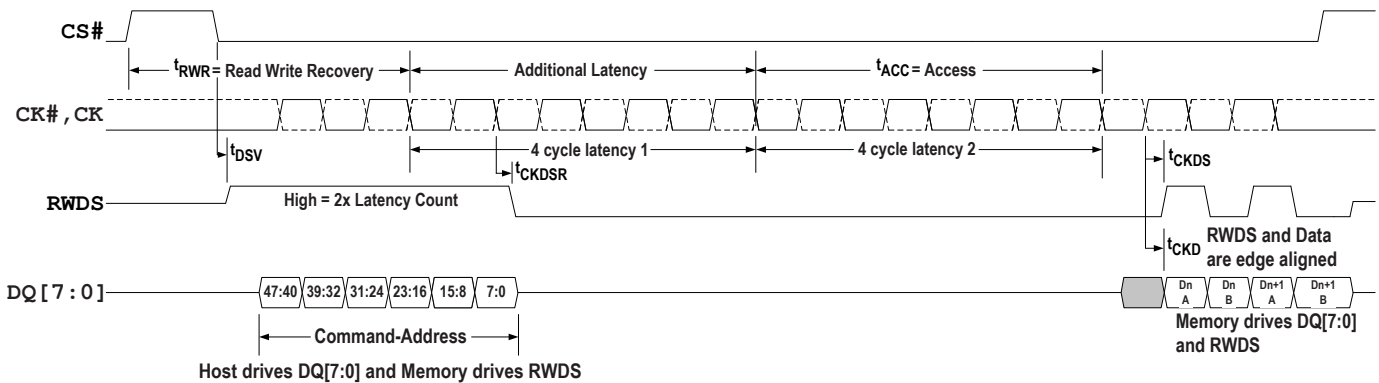 CS#
tRWR = Read Write Recovery
Additional Latency
tACC = Access
CK#,CK
4 cycle latency 1
4 cycle latency 2
tDSV
tCKDSR
tCKDS
RWDS
High = 2x Latency Count
tCKD
RWDS and Data
are edge aligned
DQ[7:0]
47:40 39:32 31:24 23:16 15:8 7:0
Dn A Dn B Dn+1 A Dn+1 B
Command-Address
Memory drives DQ[7:0]
and RWDS
Host drives DQ[7:0] and Memory drives RWDS